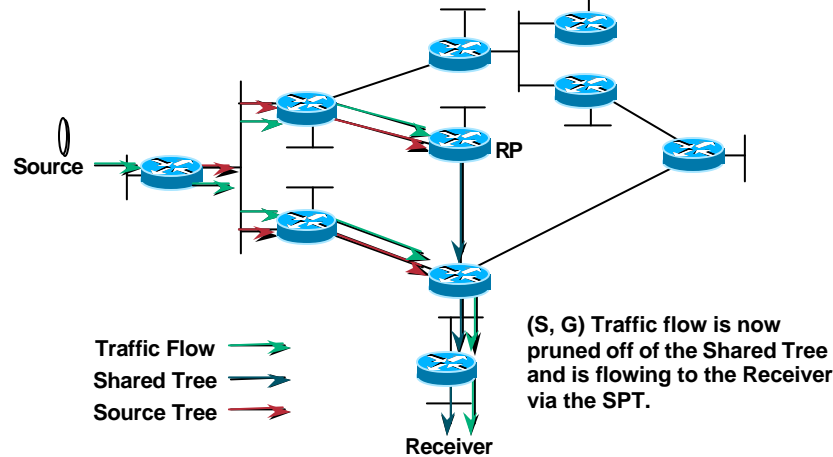 RP
Source
(S, G) Traffic flow is now
pruned off of the Shared Tree
and is flowing to the Receiver
via the SPT.
Traffic Flow
Shared Tree
Source Tree
Receiver